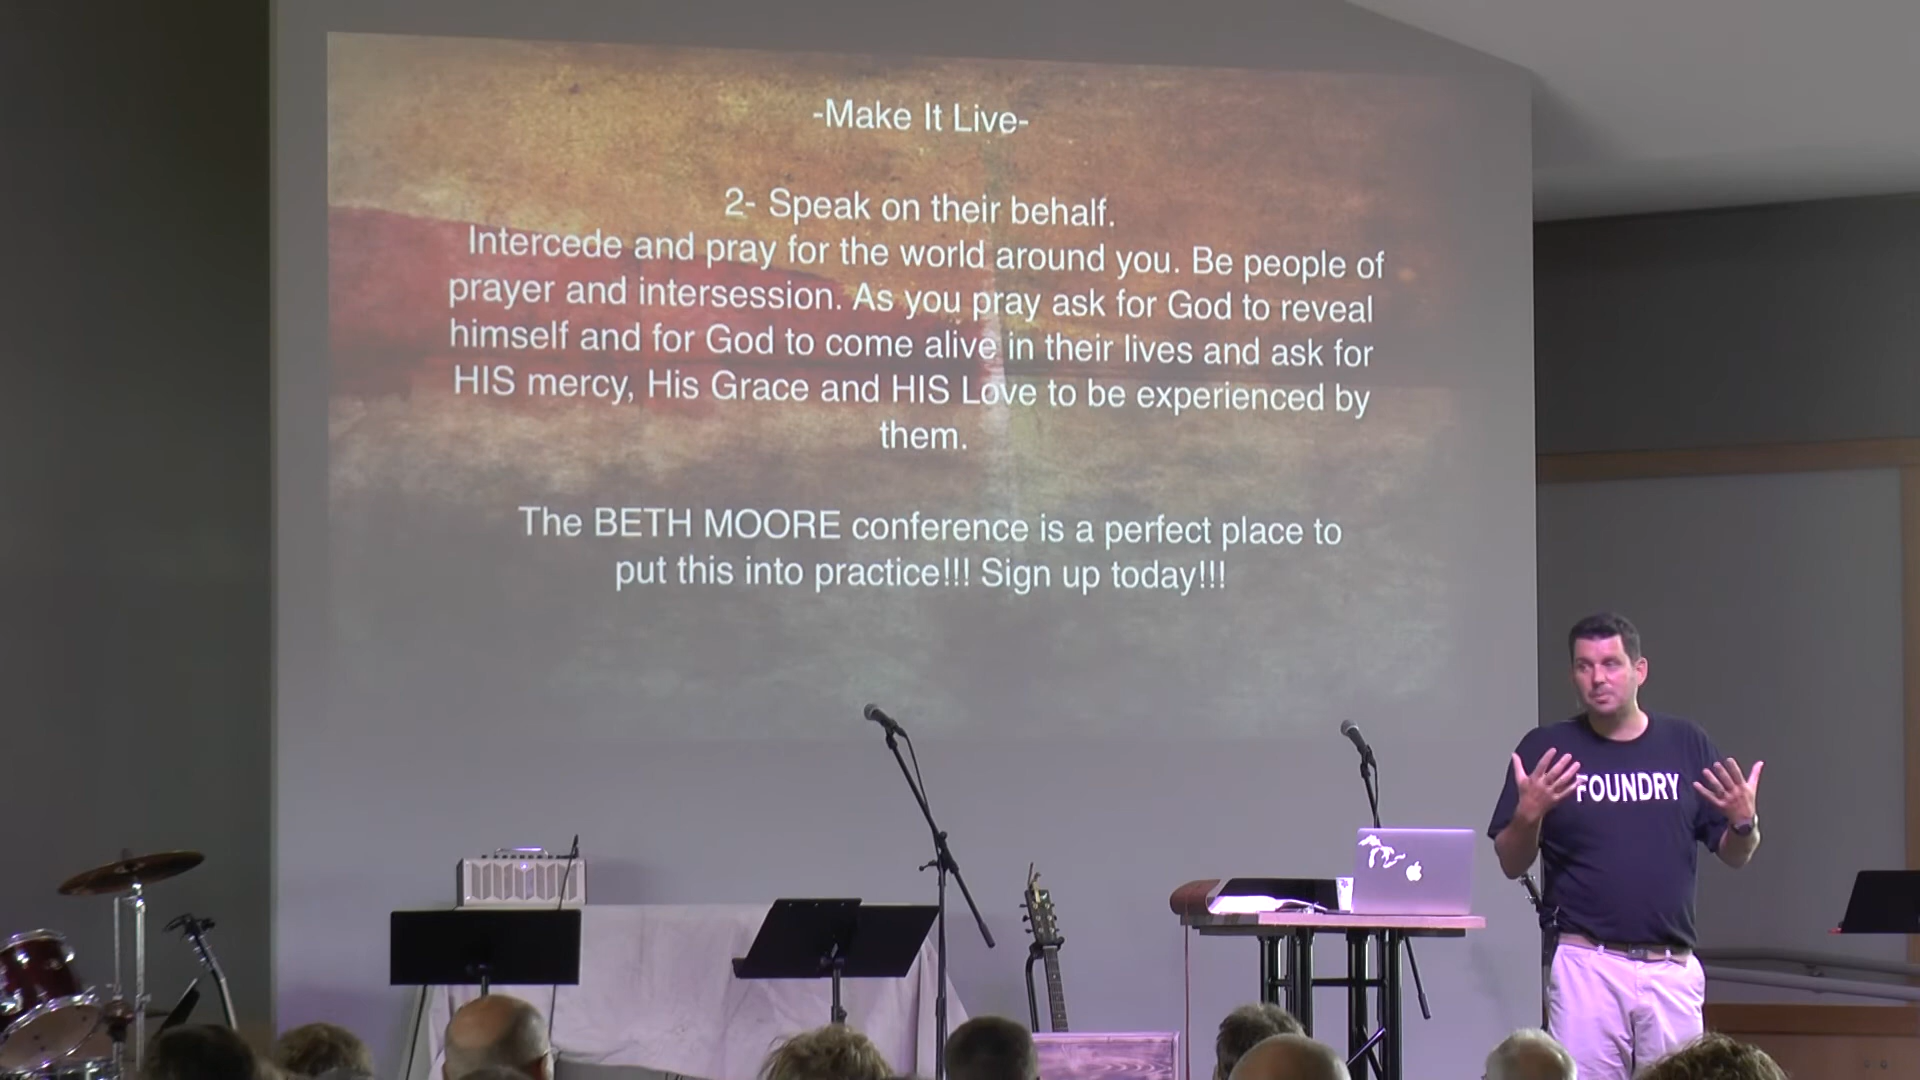 -Make It Live-
2- Speak on their behalf.
Intercede and pray for the world around you. Be people of
prayer and intersession. As you pray ask for God to reveal
himself and for God to come alive in their lives and ask for
HIS mercy, His Grace and HIS Love to be experienced by
them.
The BETH MOORE conference is a perfect place to
put this into practice!!! Sign up today!!!
FOUNDRY